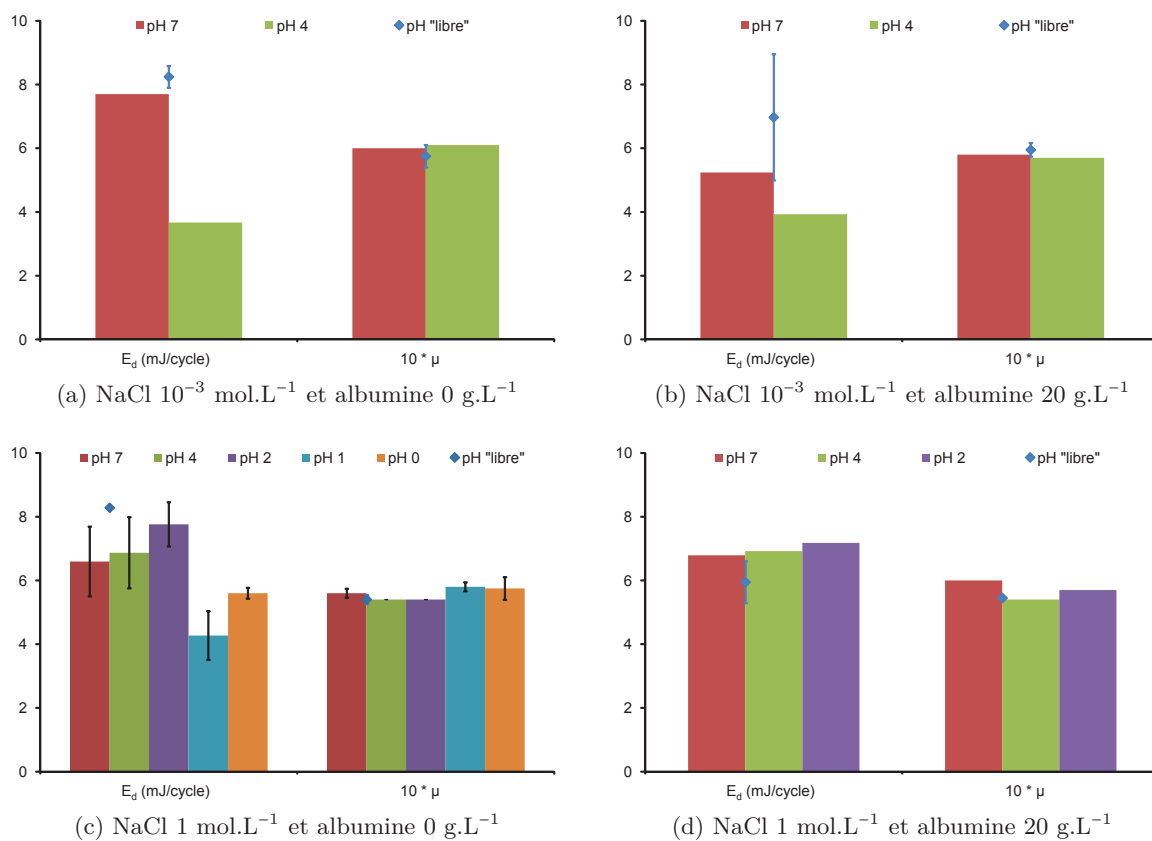 10
8
6
4
2
0
pH 7 pH 4 pH "libre"
E_d (mJ/cycle) 10 * µ
(a) NaCl 10⁻³ mol.L⁻¹ et albumine 0 g.L⁻¹
10
8
6
4
2
0
pH 7 pH 4 pH "libre"
E_d (mJ/cycle) 10 * µ
(b) NaCl 10⁻³ mol.L⁻¹ et albumine 20 g.L⁻¹
10
8
6
4
2
0
pH 7 pH 4 pH 2 pH 1 pH 0 pH "libre"
E_d (mJ/cycle) 10 * µ
(c) NaCl 1 mol.L⁻¹ et albumine 0 g.L⁻¹
10
8
6
4
2
0
pH 7 pH 4 pH 2 pH "libre"
E_d (mJ/cycle) 10 * µ
(d) NaCl 1 mol.L⁻¹ et albumine 20 g.L⁻¹